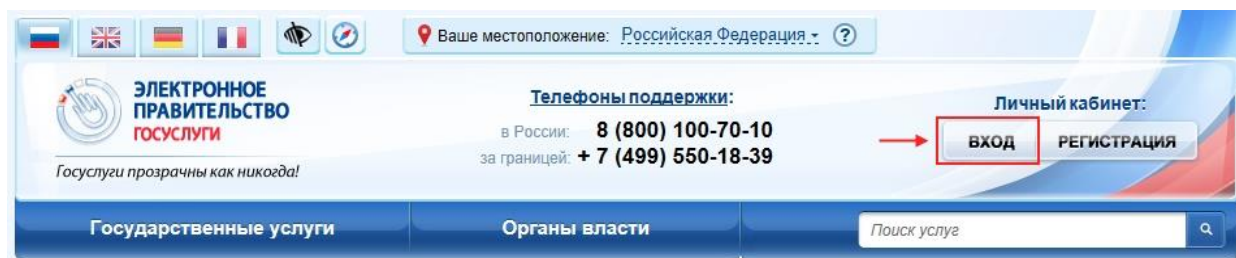 Ваше местоположение: Российская Федерация ?
ЭЛЕКТРОННОЕ
ПРАВИТЕЛЬСТВО
ГОСУСЛУГИ
Госуслуги прозрачны как никогда!
Телефоны поддержки:
в России: 8 (800) 100-70-10
за границей: + 7 (499) 550-18-39
Личный кабинет:
ВХОД РЕГИСТРАЦИЯ
Государственные услуги Органы власти Поиск услуг